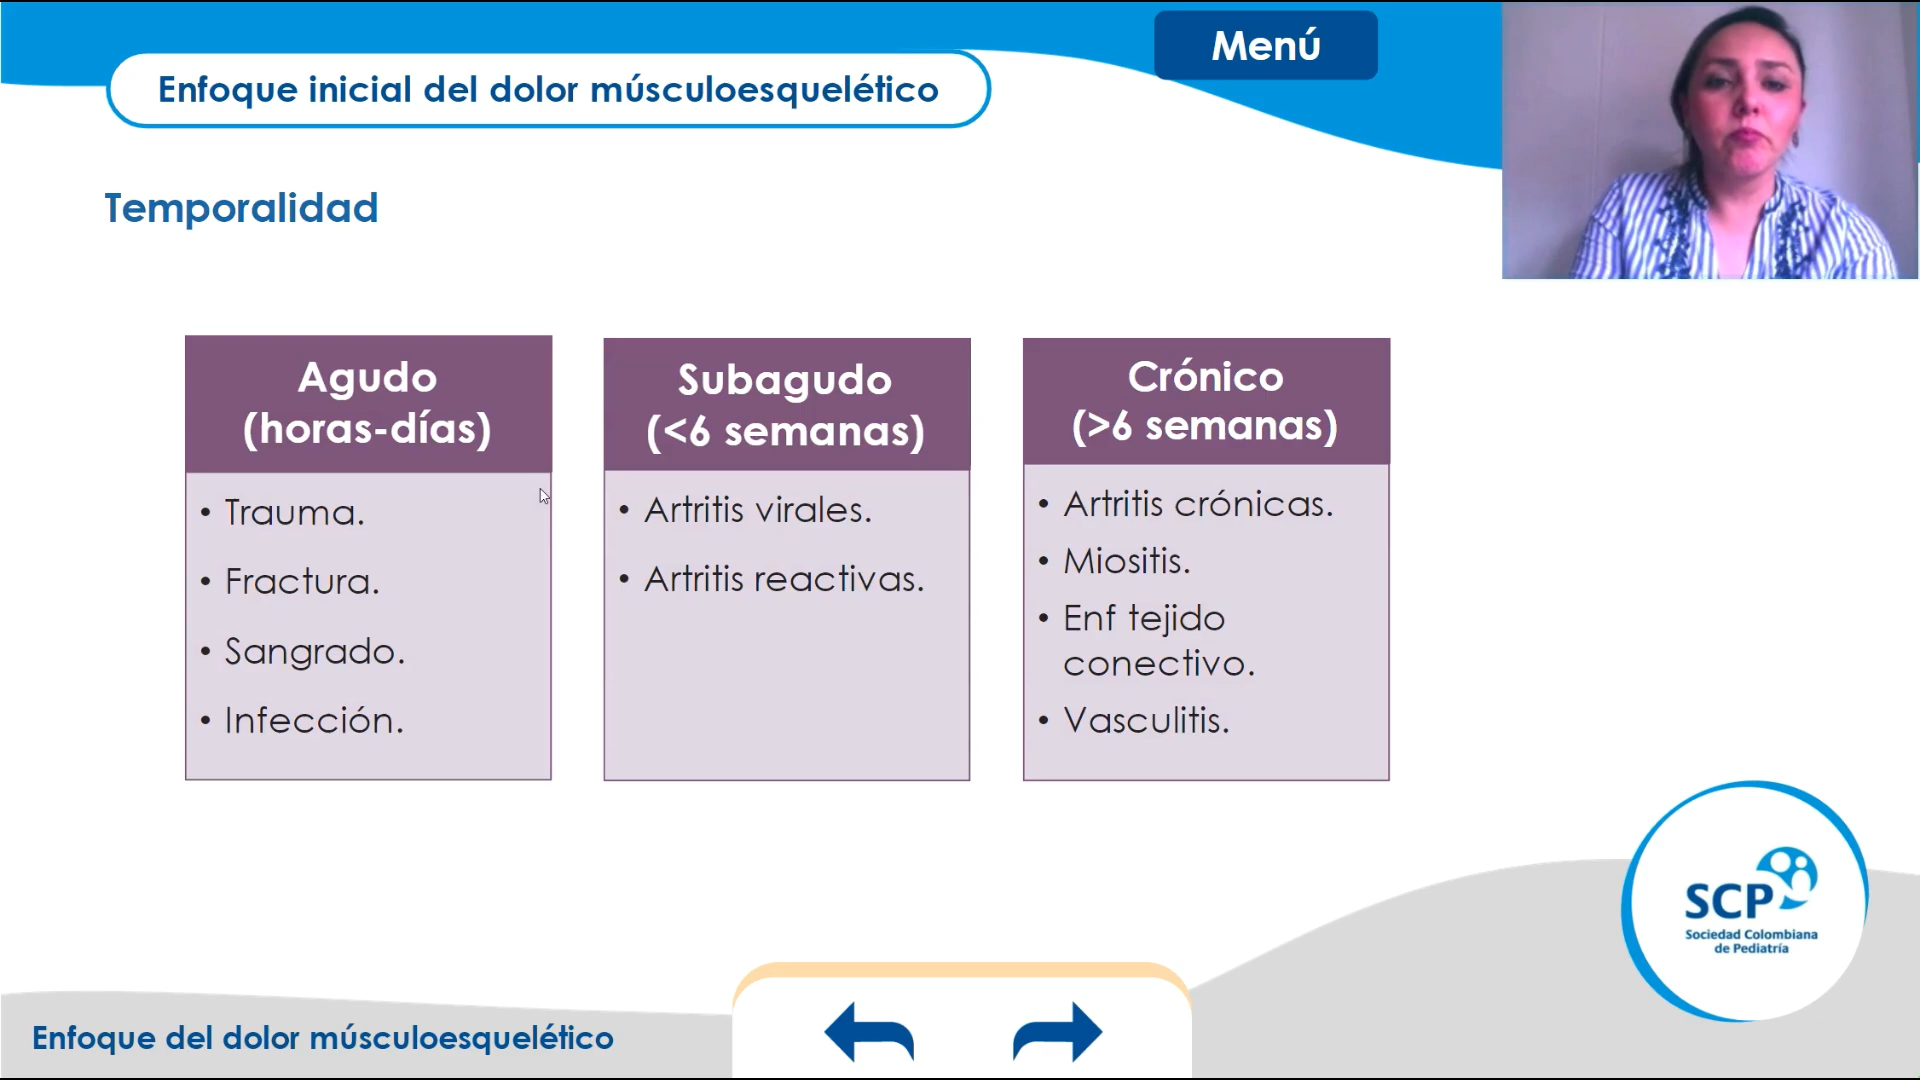 Menú
Enfoque inicial del dolor músculoesquelético
Temporalidad
Agudo
(horas-días)
• Trauma.
• Fractura.
• Sangrado.
• Infección.
Subagudo
(<6 semanas)
• Artritis virales.
• Artritis reactivas.
Crónico
(>6 semanas)
• Artritis crónicas.
• Miositis.
• Enf tejido
conectivo.
• Vasculitis.
SCP
Sociedad Colombiana
de Pediatría
Enfoque del dolor músculoesquelético